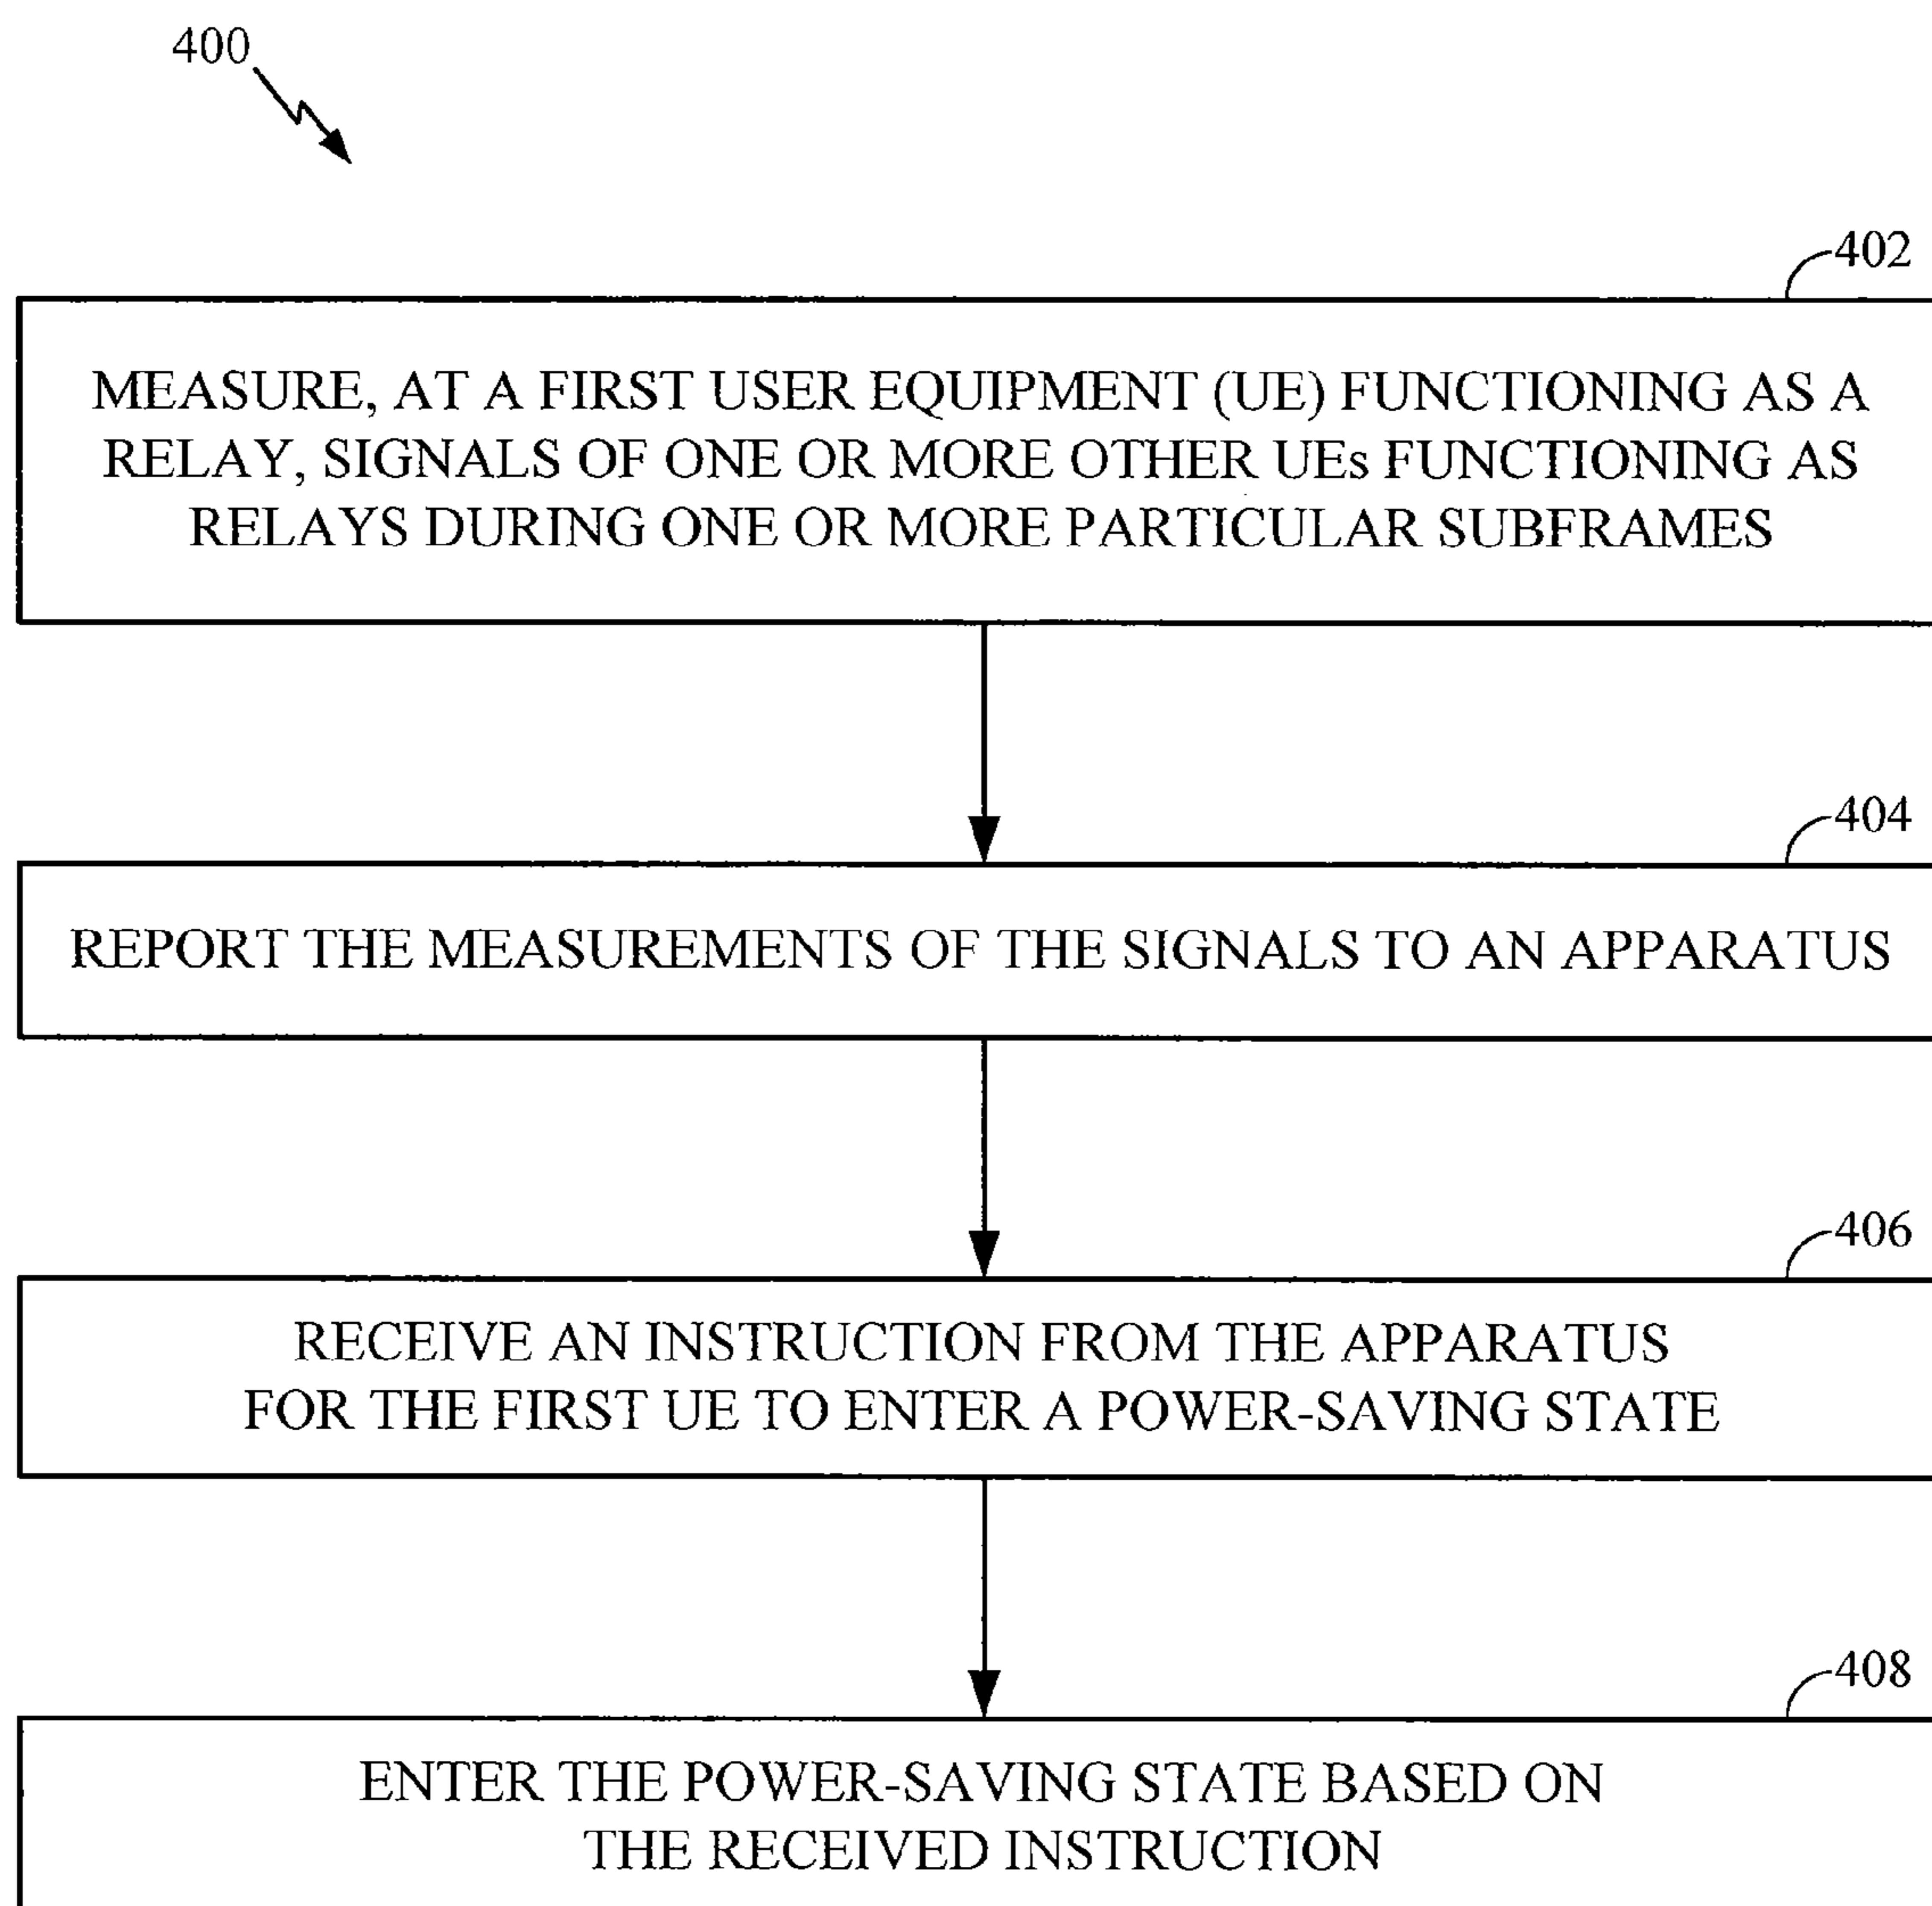 400
402
MEASURE, AT A FIRST USER EQUIPMENT (UE) FUNCTIONING AS A
RELAY, SIGNALS OF ONE OR MORE OTHER UEs FUNCTIONING AS
RELAYS DURING ONE OR MORE PARTICULAR SUBFRAMES
404
REPORT THE MEASUREMENTS OF THE SIGNALS TO AN APPARATUS
406
RECEIVE AN INSTRUCTION FROM THE APPARATUS
FOR THE FIRST UE TO ENTER A POWER-SAVING STATE
408
ENTER THE POWER-SAVING STATE BASED ON
THE RECEIVED INSTRUCTION